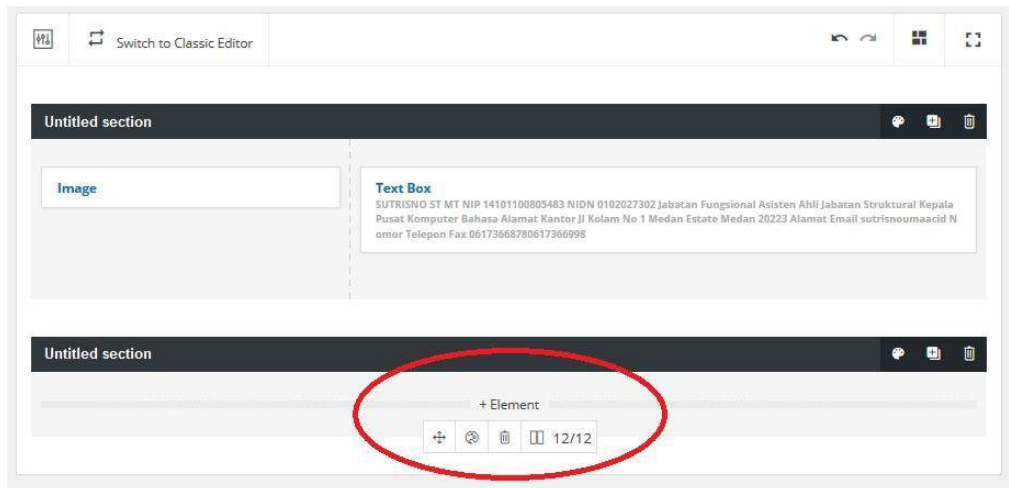 Switch to Classic Editor
Untitled section
Image
Text Box
SUTRISNO ST MT NIP 14101100805483 NIDN 0102027302 Jabatan Fungsional Asisten Ahli Jabatan Struktural Kepala
Pusat Komputer Bahasa Alamat Kantor Jl Kolam No 1 Medan Estate Medan 20223 Alamat Email sutrisnoumaacid N
omor Telepon Fax 06173668780617366998
Untitled section
+ Element
12/12